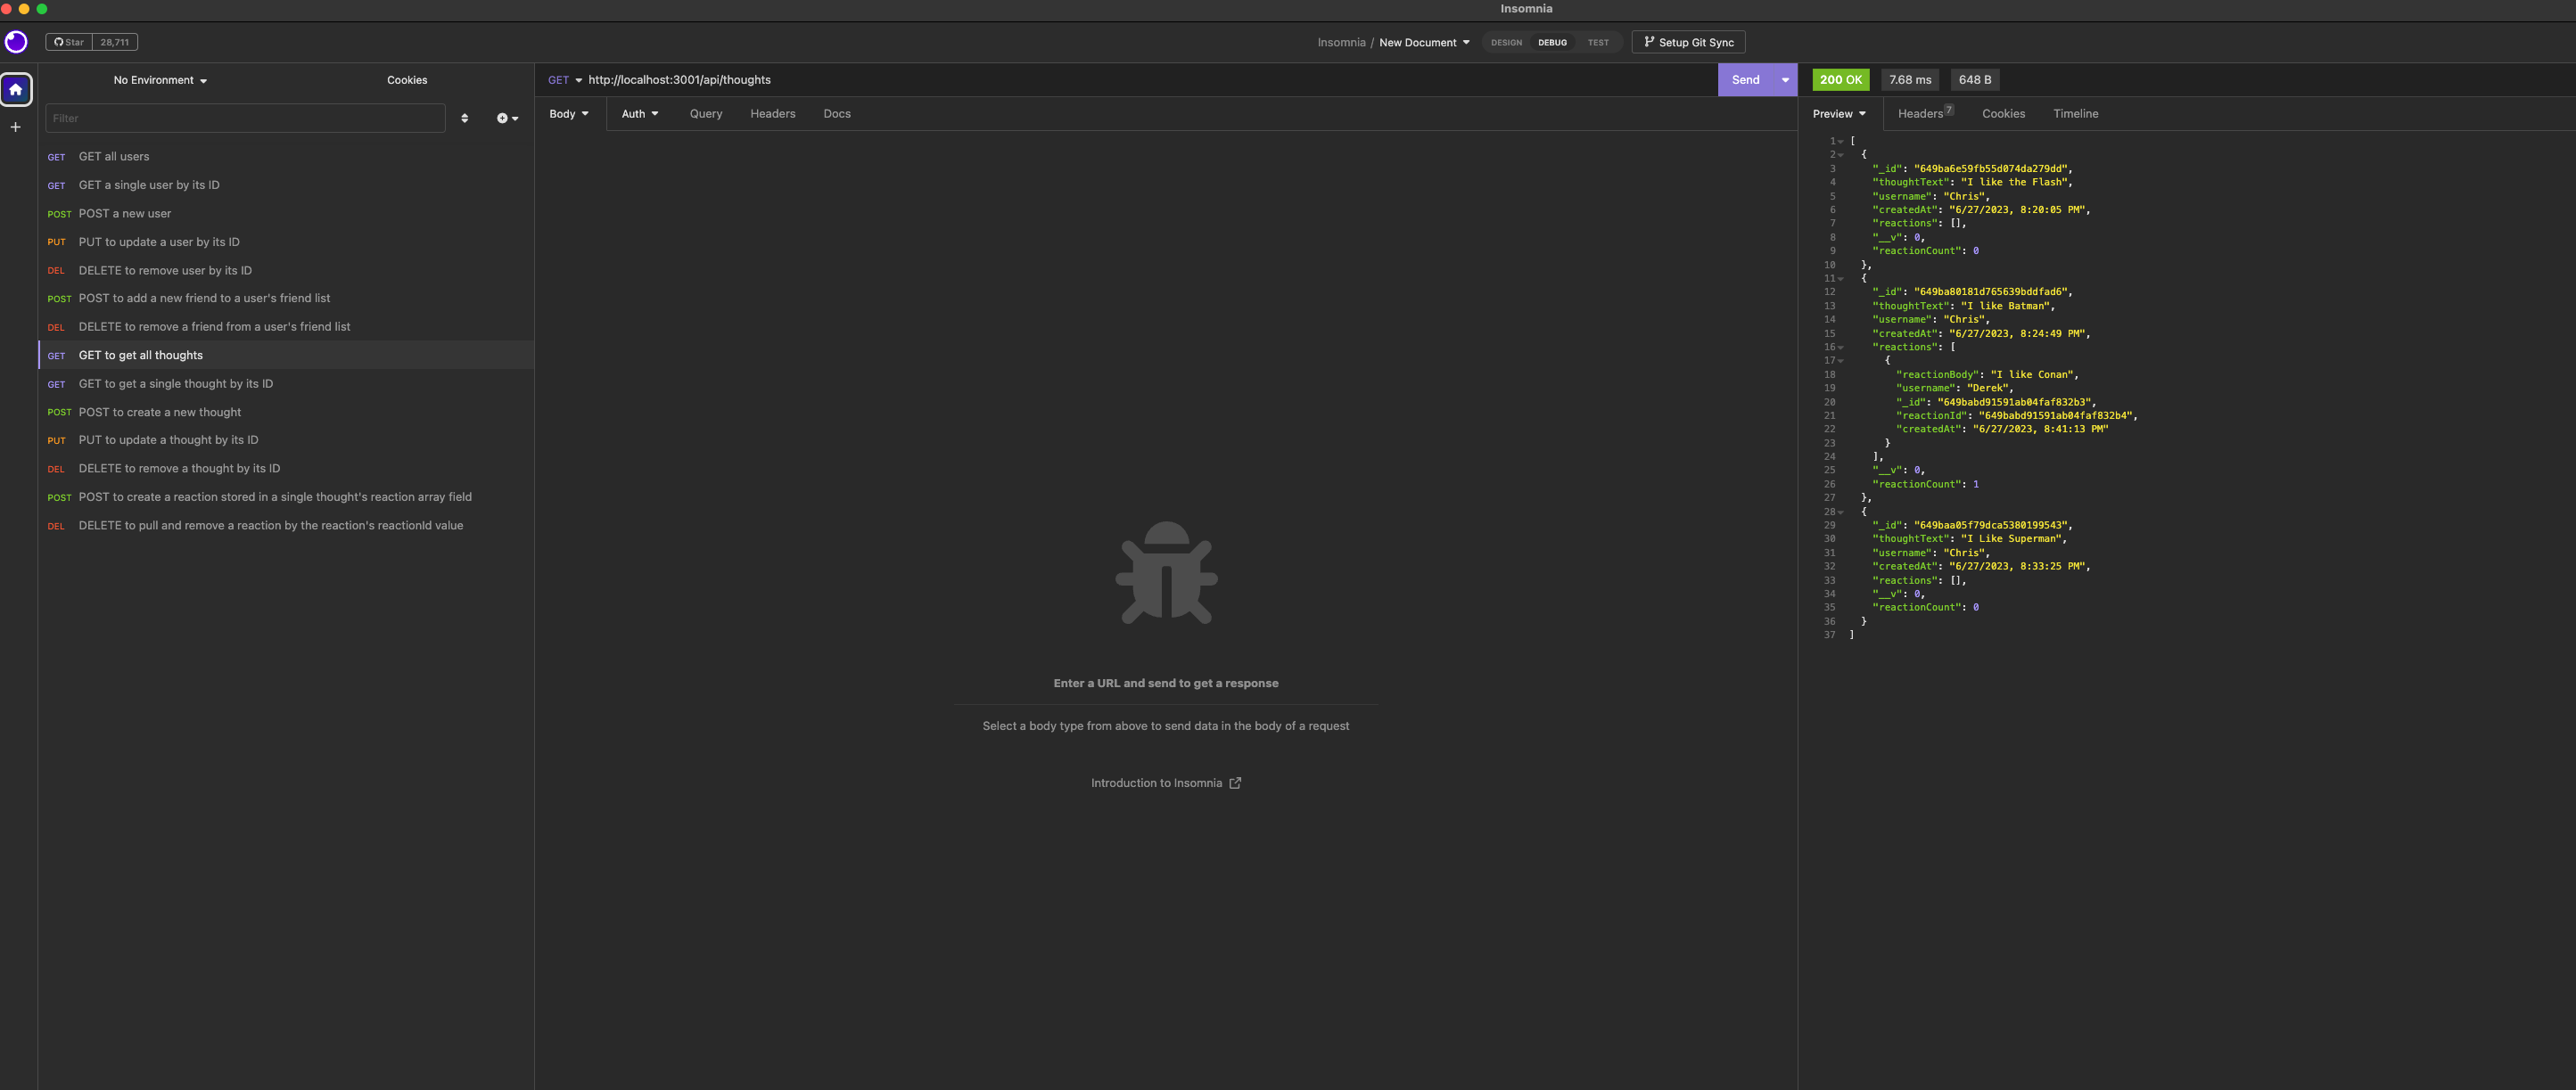 Insomnia
Star 28,711
Insomnia / New Document
DESIGN DEBUG TEST
Setup Git Sync
No Environment
Cookies
Filter
GET GET all users
GET GET a single user by its ID
POST POST a new user
PUT PUT to update a user by its ID
DEL DELETE to remove user by its ID
POST POST to add a new friend to a user's friend list
DEL DELETE to remove a friend from a user's friend list
GET GET to get all thoughts
GET GET to get a single thought by its ID
POST POST to create a new thought
PUT PUT to update a thought by its ID
DEL DELETE to remove a thought by its ID
POST POST to create a reaction stored in a single thought's reaction array field
DEL DELETE to pull and remove a reaction by the reaction's reactionId value
GET http://localhost:3001/api/thoughts
Send
Body Auth Query Headers Docs
Enter a URL and send to get a response
Select a body type from above to send data in the body of a request
Introduction to Insomnia
200 OK 7.68 ms 648 B
Preview Headers 7 Cookies Timeline
1 [
2 {
3 "_id": "649ba6e59fb55d074da279dd",
4 "thoughtText": "I like the Flash",
5 "username": "Chris",
6 "createdAt": "6/27/2023, 8:20:05 PM",
7 "reactions": [],
8 "__v": 0,
9 "reactionCount": 0
10 },
11 {
12 "_id": "649ba80181d765639bddfad6",
13 "thoughtText": "I like Batman",
14 "username": "Chris",
15 "createdAt": "6/27/2023, 8:24:49 PM",
16 "reactions": [
17 {
18 "reactionBody": "I like Conan",
19 "username": "Derek",
20 "_id": "649babd91591ab04faf832b3",
21 "reactionId": "649babd91591ab04faf832b4",
22 "createdAt": "6/27/2023, 8:41:13 PM"
23 }
24 ],
25 "__v": 0,
26 "reactionCount": 1
27 },
28 {
29 "_id": "649baa05f79dca5380199543",
30 "thoughtText": "I Like Superman",
31 "username": "Chris",
32 "createdAt": "6/27/2023, 8:33:25 PM",
33 "reactions": [],
34 "__v": 0,
35 "reactionCount": 0
36 }
37 ]